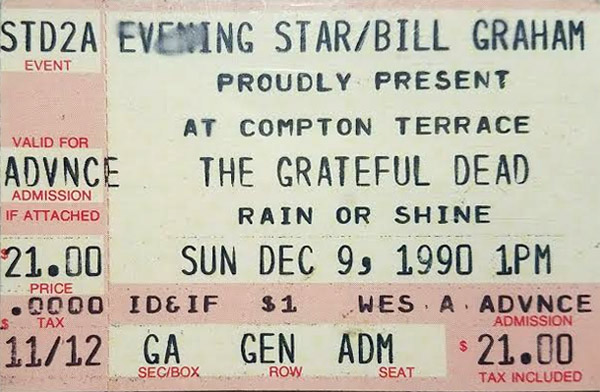 STD2A EVENING STAR/BILL GRAHAM
EVENT
PROUDLY PRESENT
AT COMPTON TERRACE
VALID FOR
ADVNCE THE GRATEFUL DEAD
ADMISSION
IF ATTACHED RAIN OR SHINE
$21.00 SUN DEC 9, 1990 1PM
PRICE
.0000 ID&IF $1 WES A ADVNCE
$ TAX ADMISSION
11/12 GA GEN ADM $21.00
SEC/BOX ROW SEAT TAX INCLUDED